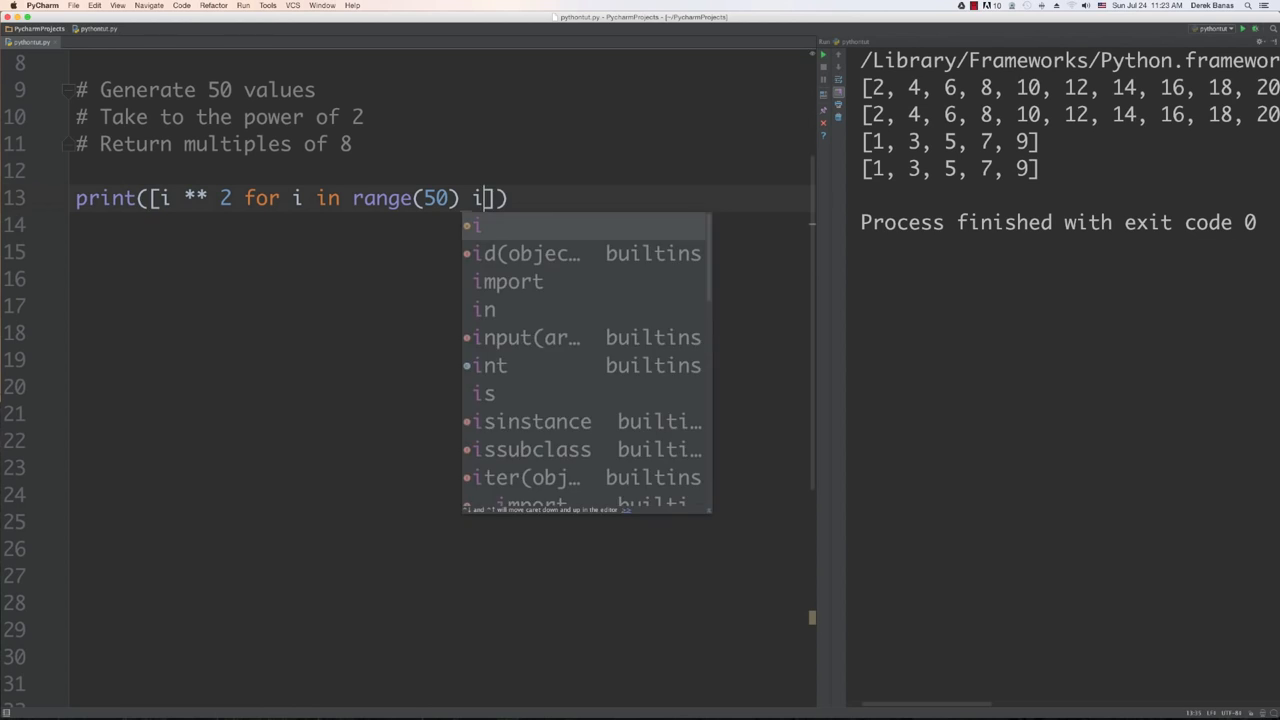 PyCharm File Edit View Navigate Code Refactor Run Tools VCS Window Help
10 Sun Jul 24 11:23 AM Derek Banas
pythontut.py - PycharmProjects - [~/PycharmProjects]
PycharmProjects pythontut.py pythontut
pythontut.py
Run: pythontut
8
9 # Generate 50 values
10 # Take to the power of 2
11 # Return multiples of 8
12
13 print([i ** 2 for i in range(50) i])
14
15
16
17
18
19
20
21
22
23
24
25
26
27
28
29
30
31
i
id(objec… builtins
import
in
input(ar… builtins
int builtins
is
isinstance builti…
issubclass builti…
iter(obj… builtins
__import__ builti…
^↓ and ^↑ will move caret down and up in the editor >>
/Library/Frameworks/Python.framewor
[2, 4, 6, 8, 10, 12, 14, 16, 18, 20
[2, 4, 6, 8, 10, 12, 14, 16, 18, 20
[1, 3, 5, 7, 9]
[1, 3, 5, 7, 9]
Process finished with exit code 0
13:35 LF≑ UTF-8≑